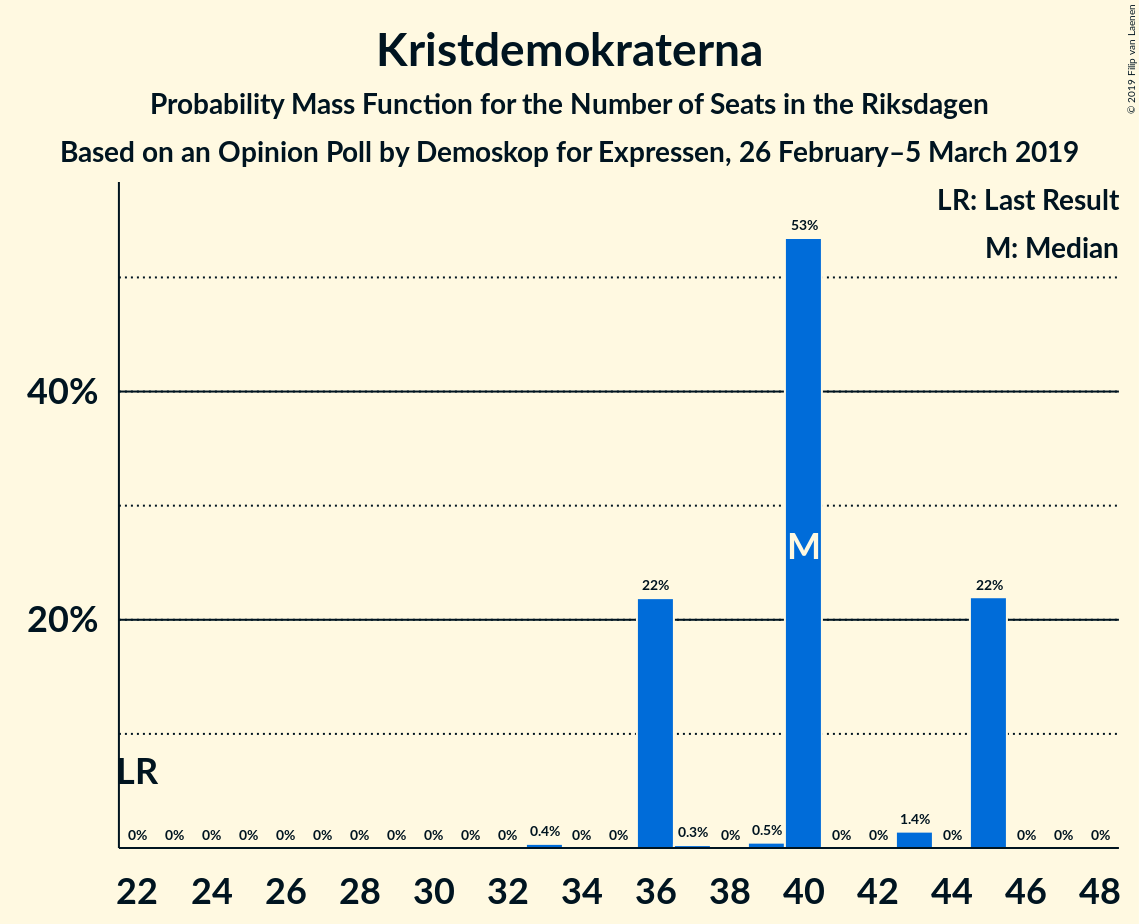 © 2019 Filip van Laenen
Kristdemokraterna
Probability Mass Function for the Number of Seats in the Riksdagen
Based on an Opinion Poll by Demoskop for Expressen, 26 February–5 March 2019
LR: Last Result
M: Median
53%
40%
M
22% 22%
20%
LR
0% 0% 0% 0% 0% 0% 0% 0% 0% 0% 0% 0.4% 0% 0% 0.3% 0% 0.5% 0% 0% 1.4% 0% 0% 0% 0%
22 24 26 28 30 32 34 36 38 40 42 44 46 48